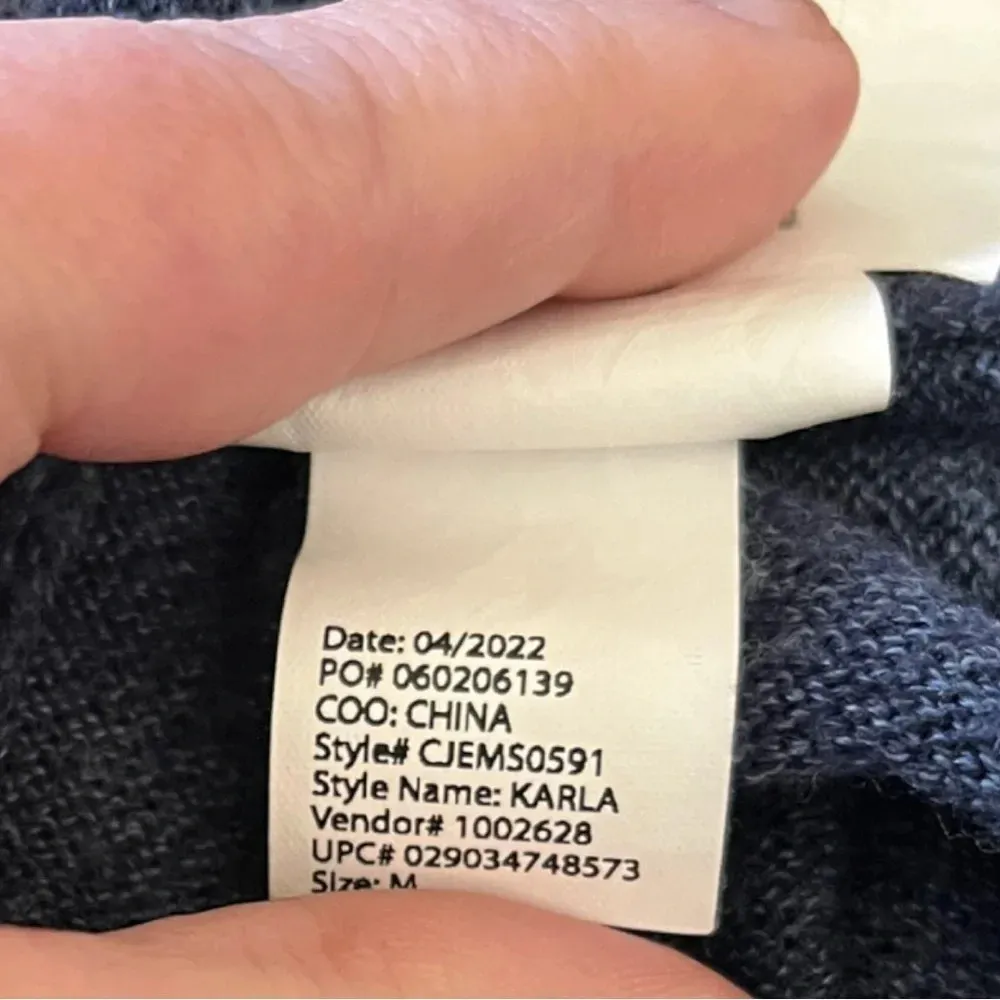 Date: 04/2022
PO# 060206139
COO: CHINA
Style# CJEMS0591
Style Name: KARLA
Vendor# 1002628
UPC# 029034748573
Size: M